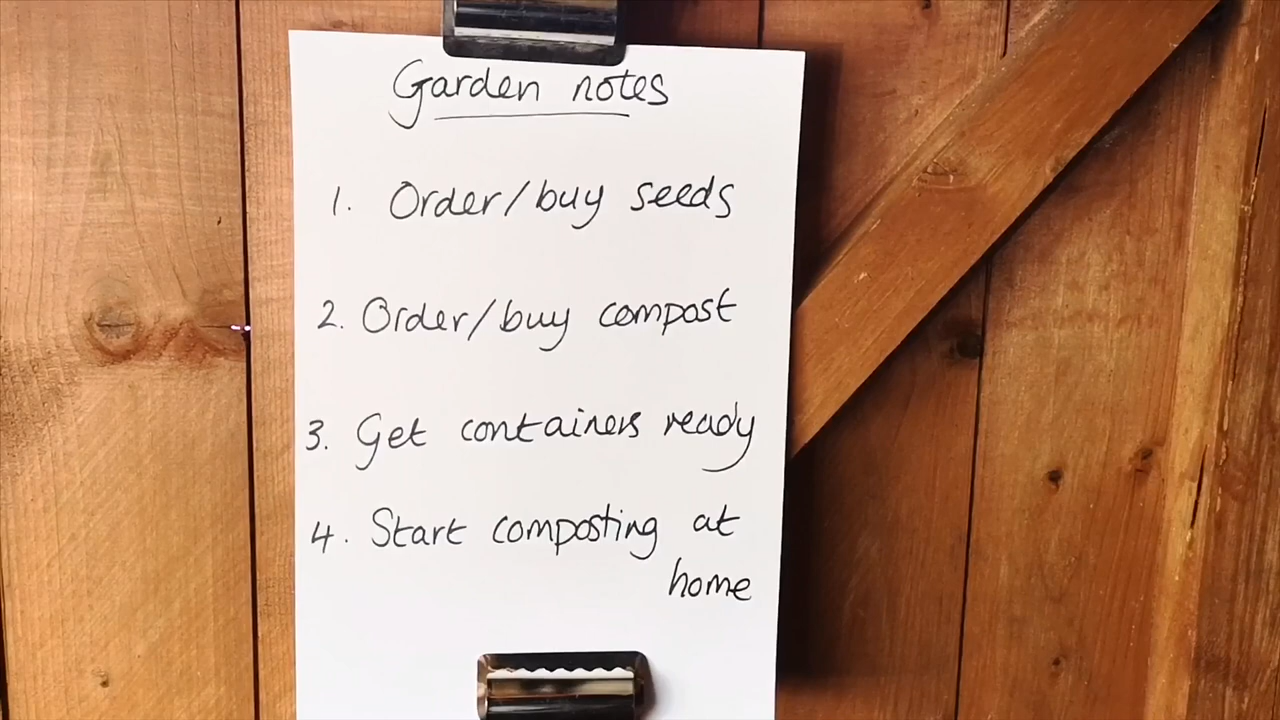 Garden notes
1. Order/buy seeds
2. Order/buy compost
3. Get containers ready
4. Start composting at
home